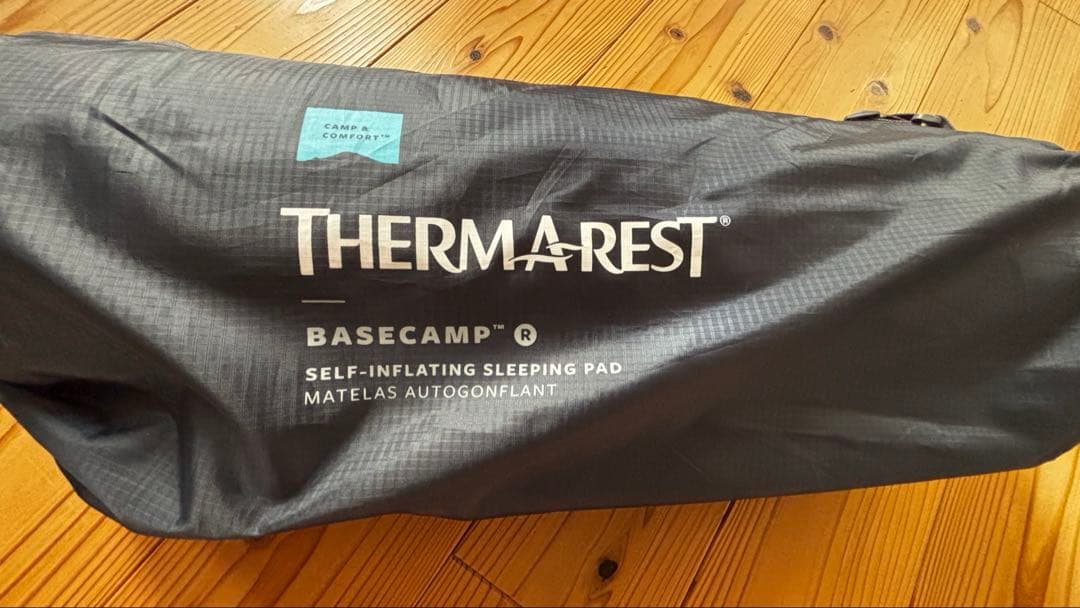 CAMP &
COMFORT™
THERMAREST®
BASECAMP™ R
SELF-INFLATING SLEEPING PAD
MATELAS AUTOGONFLANT